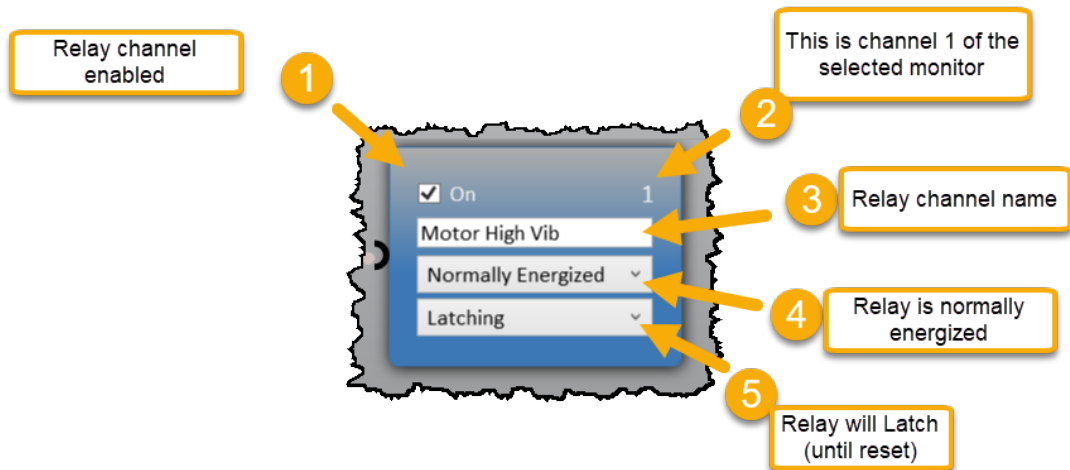 Relay channel
enabled
1
This is channel 1 of the
selected monitor
2
On 1
Motor High Vib
3
Relay channel name
Normally Energized
4
Relay is normally
energized
Latching
5
Relay will Latch
(until reset)